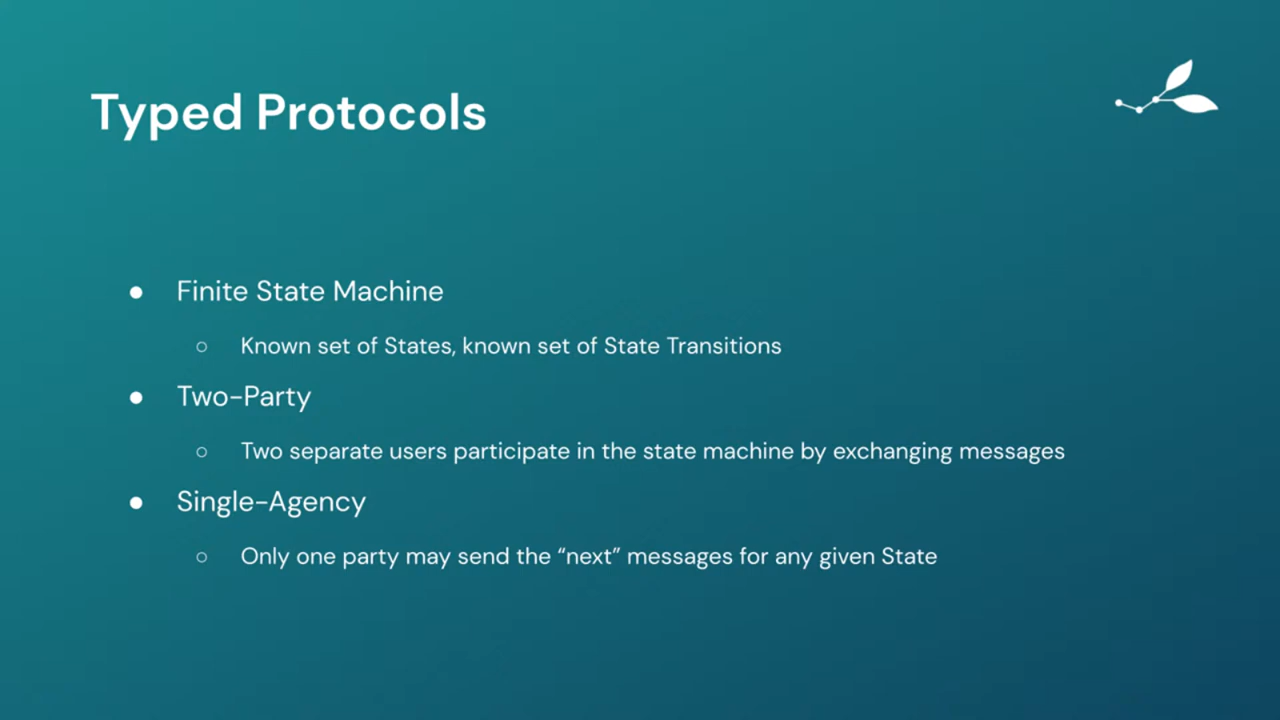 Typed Protocols
● Finite State Machine
○ Known set of States, known set of State Transitions
● Two-Party
○ Two separate users participate in the state machine by exchanging messages
● Single-Agency
○ Only one party may send the “next” messages for any given State